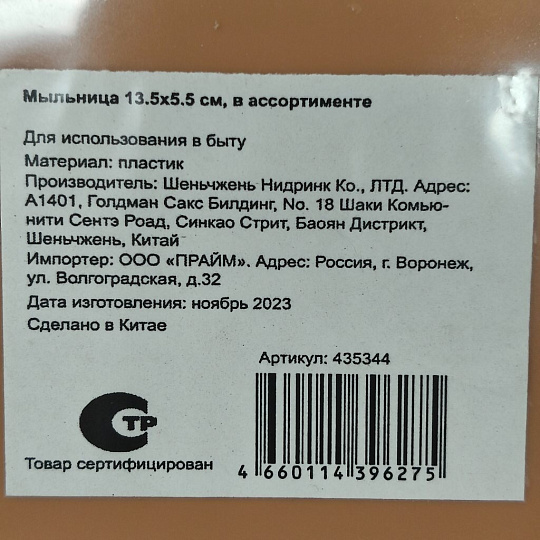 Мыльница 13.5х5.5 см, в ассортименте
Для использования в быту
Материал: пластик
Производитель: Шеньчжень Нидринк Ко., ЛТД. Адрес:
А1401, Голдман Сакс Билдинг, No. 18 Шаки Комью-
нити Сентэ Роад, Синкао Стрит, Баоян Дистрикт,
Шеньчжень, Китай
Импортер: ООО «ПРАЙМ». Адрес: Россия, г. Воронеж,
ул. Волгоградская, д.32
Дата изготовления: ноябрь 2023
Сделано в Китае
Артикул: 435344
СТР
Товар сертифицирован
4 660114 396275